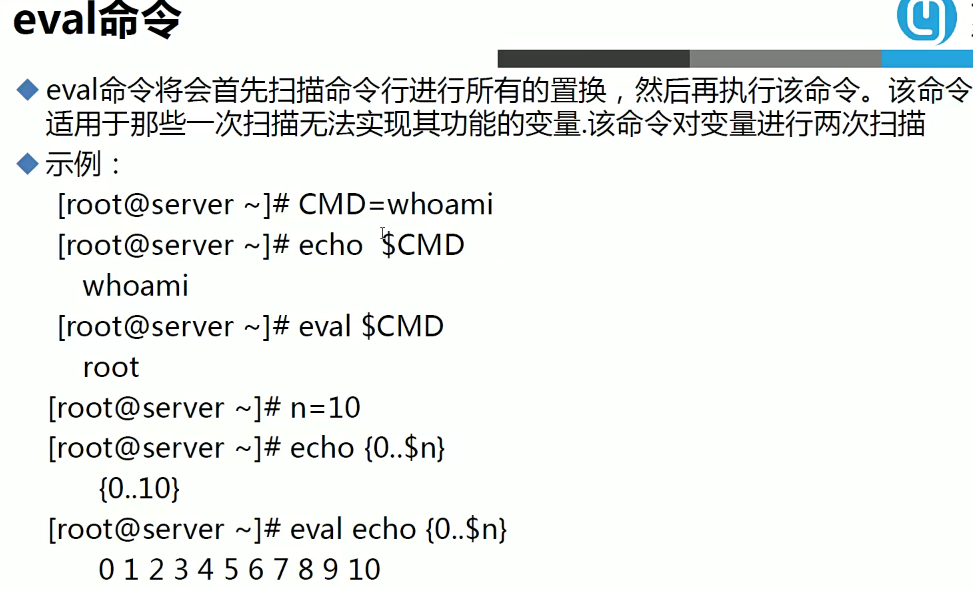 eval命令
eval命令将会首先扫描命令行进行所有的置换，然后再执行该命令。该命令
适用于那些一次扫描无法实现其功能的变量.该命令对变量进行两次扫描
示例：
[root@server ~]# CMD=whoami
[root@server ~]# echo  $CMD
whoami
[root@server ~]# eval $CMD
root
[root@server ~]# n=10
[root@server ~]# echo {0..$n}
{0..10}
[root@server ~]# eval echo {0..$n}
0 1 2 3 4 5 6 7 8 9 10